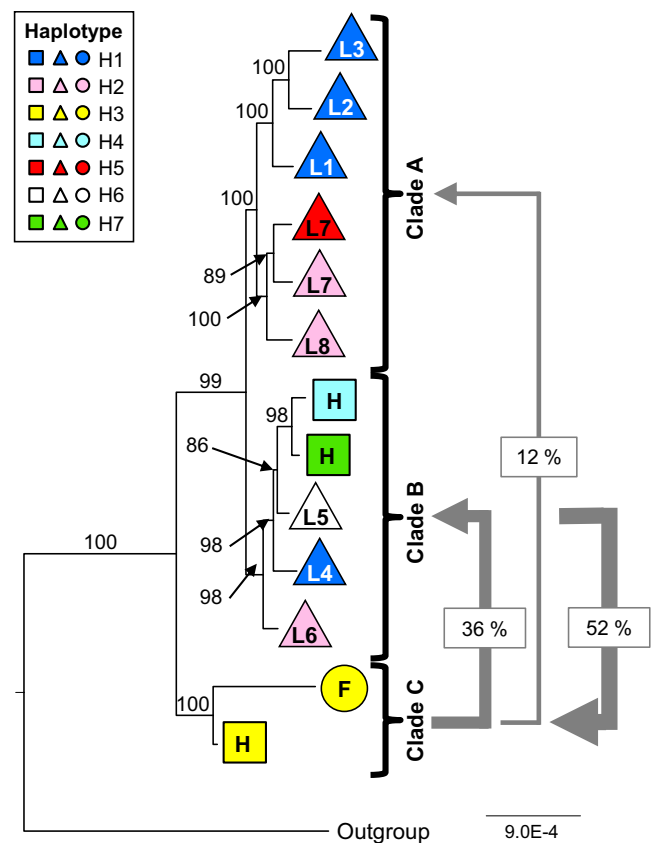 Haplotype
H1
H2
H3
H4
H5
H6
H7
L3
100
L2
100
L1
Clade A
100
L7
89
L7
100
L8
99
H
98
86
H
12 %
Clade B
L5
98
100
L4
98
36 %
52 %
L6
F
100
Clade C
H
Outgroup
9.0E-4